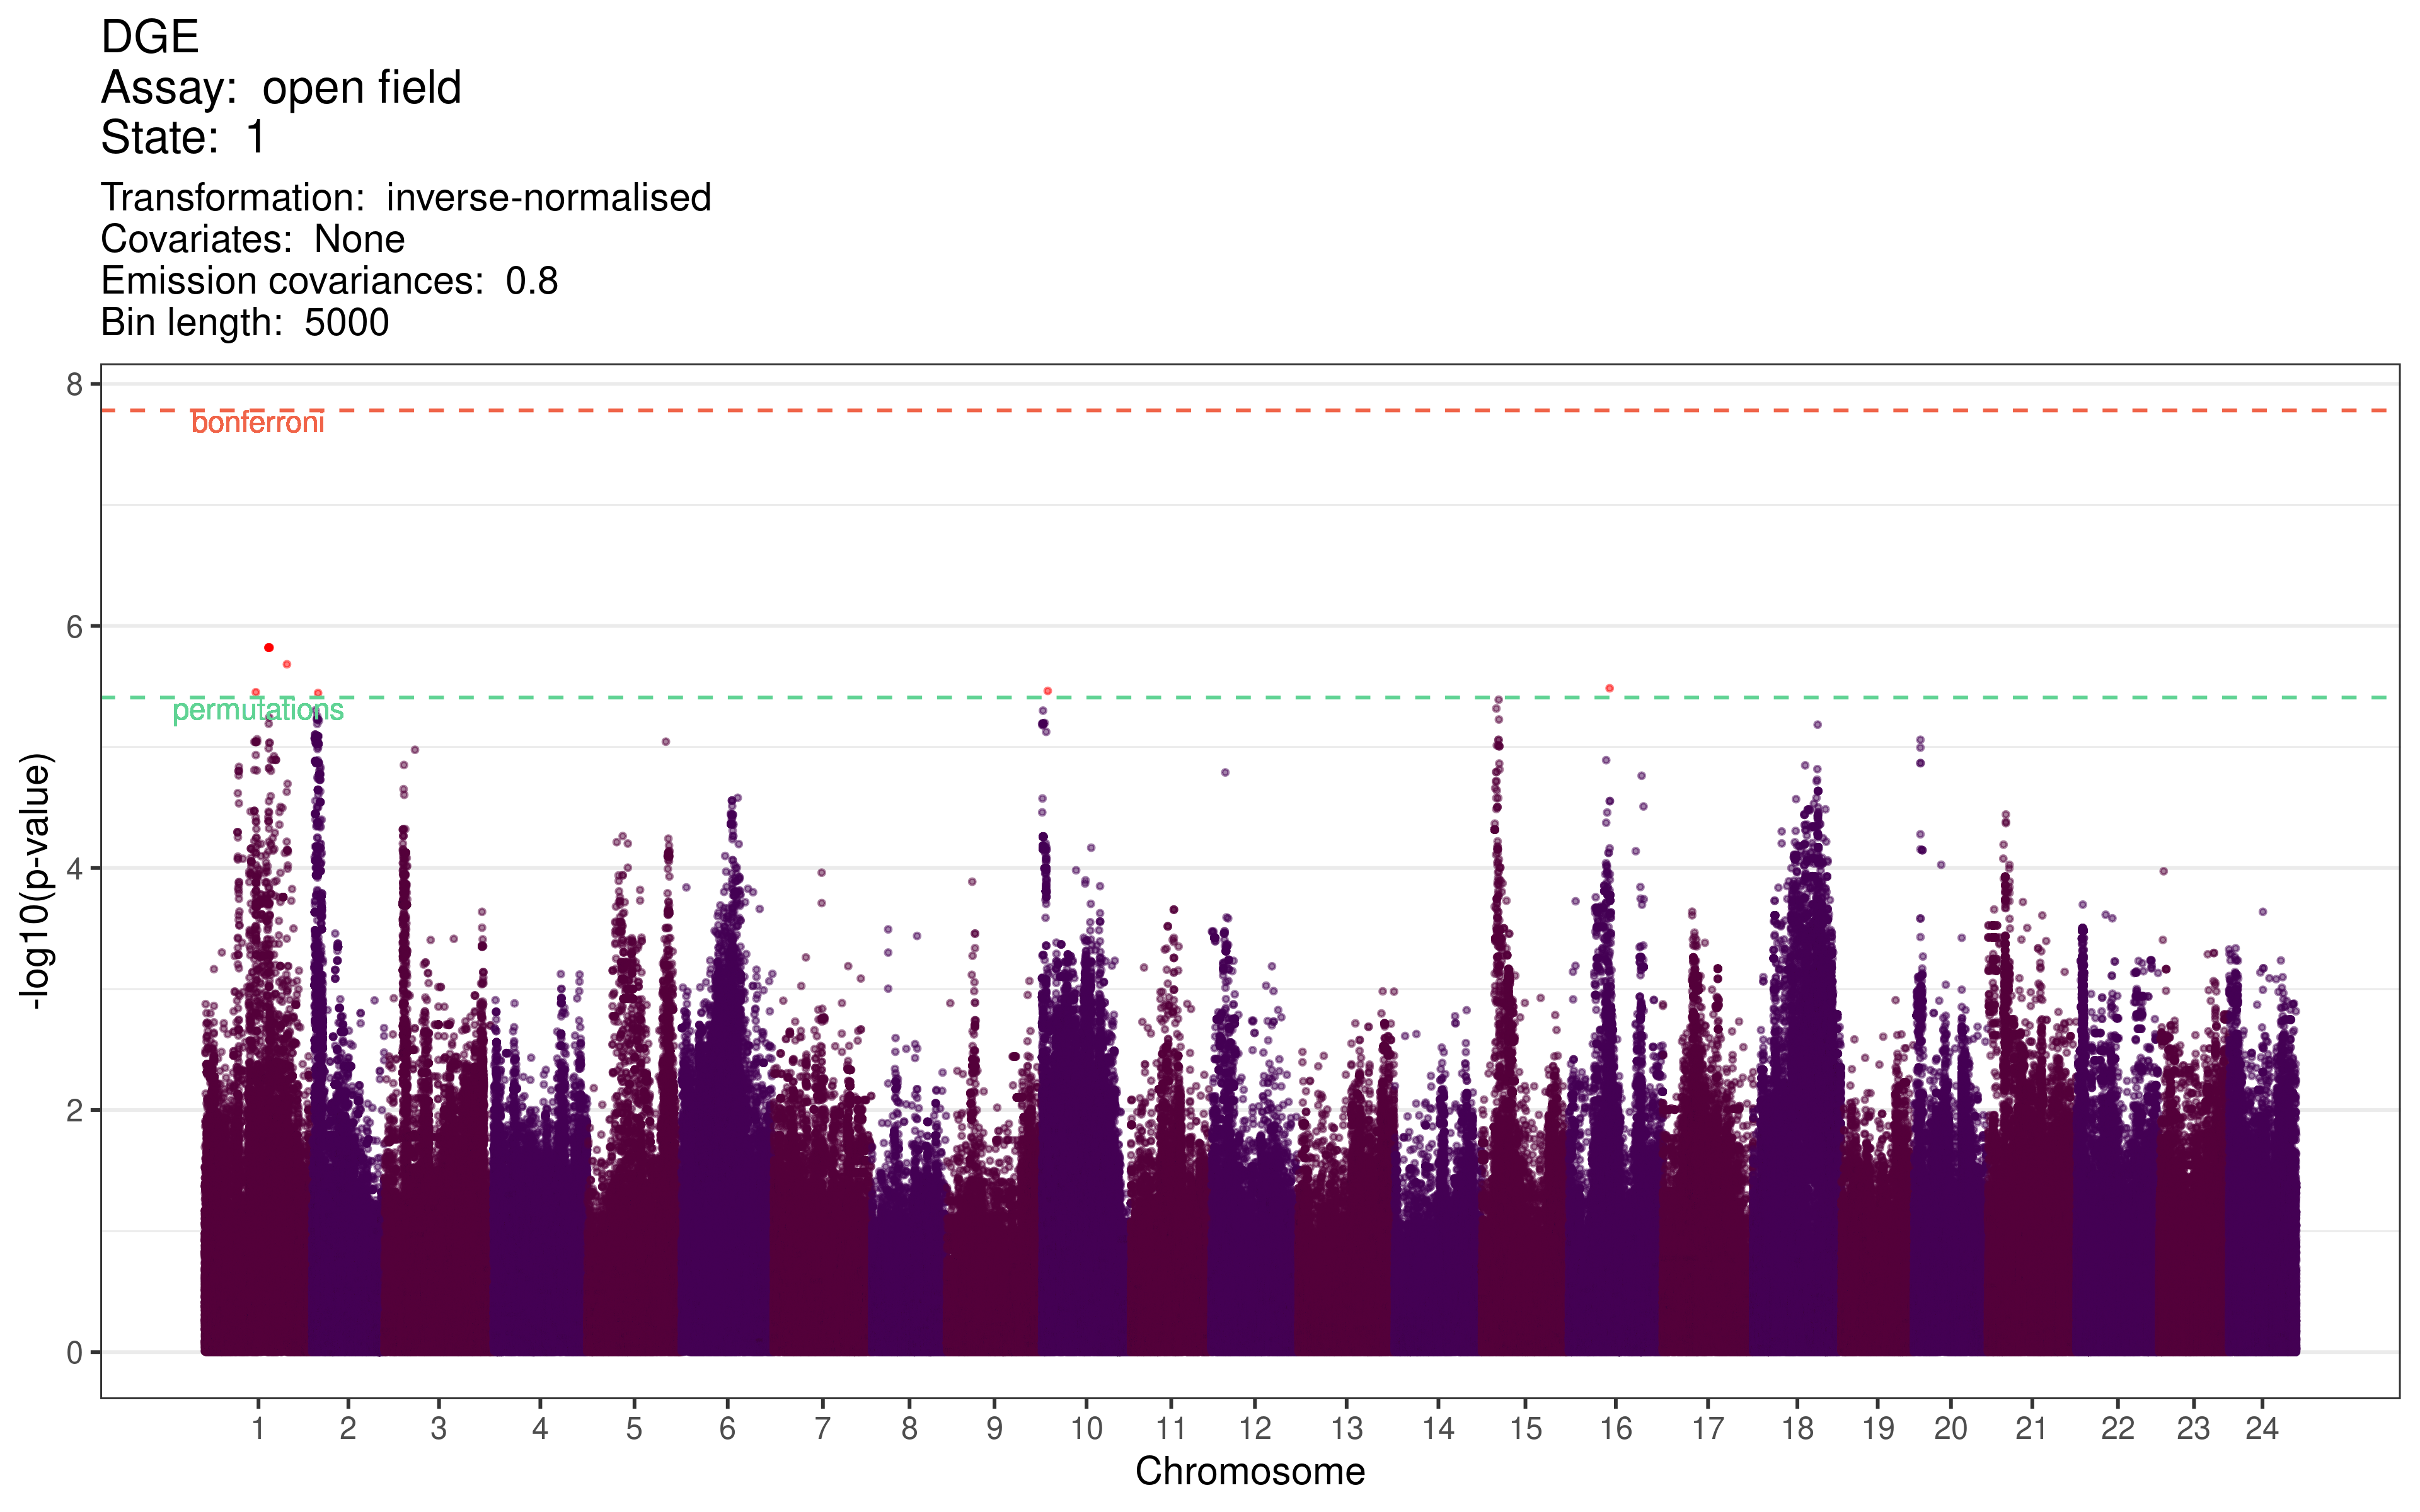 DGE
Assay: open field
State: 1
Transformation: inverse-normalised
Covariates: None
Emission covariances: 0.8
Bin length: 5000
8
bonferroni
6
permutations
4
2
0
-log10(p-value)
1 2 3 4 5 6 7 8 9 10 11 12 13 14 15 16 17 18 19 20 21 22 23 24
Chromosome